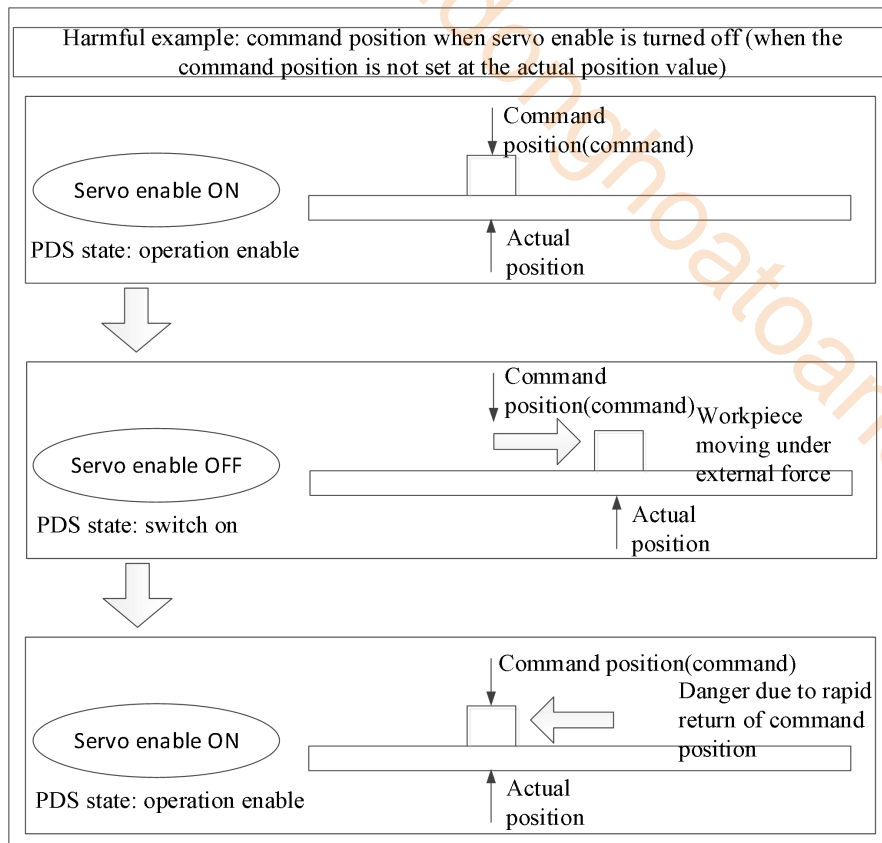 Harmful example: command position when servo enable is turned off (when the
command position is not set at the actual position value)
Command
position(command)
Servo enable ON
Actual
position
PDS state: operation enable
Command
position(command)
Workpiece
moving under
external force
Servo enable OFF
Actual
position
PDS state: switch on
Command position(command)
Danger due to rapid
return of command
position
Servo enable ON
Actual
position
PDS state: operation enable